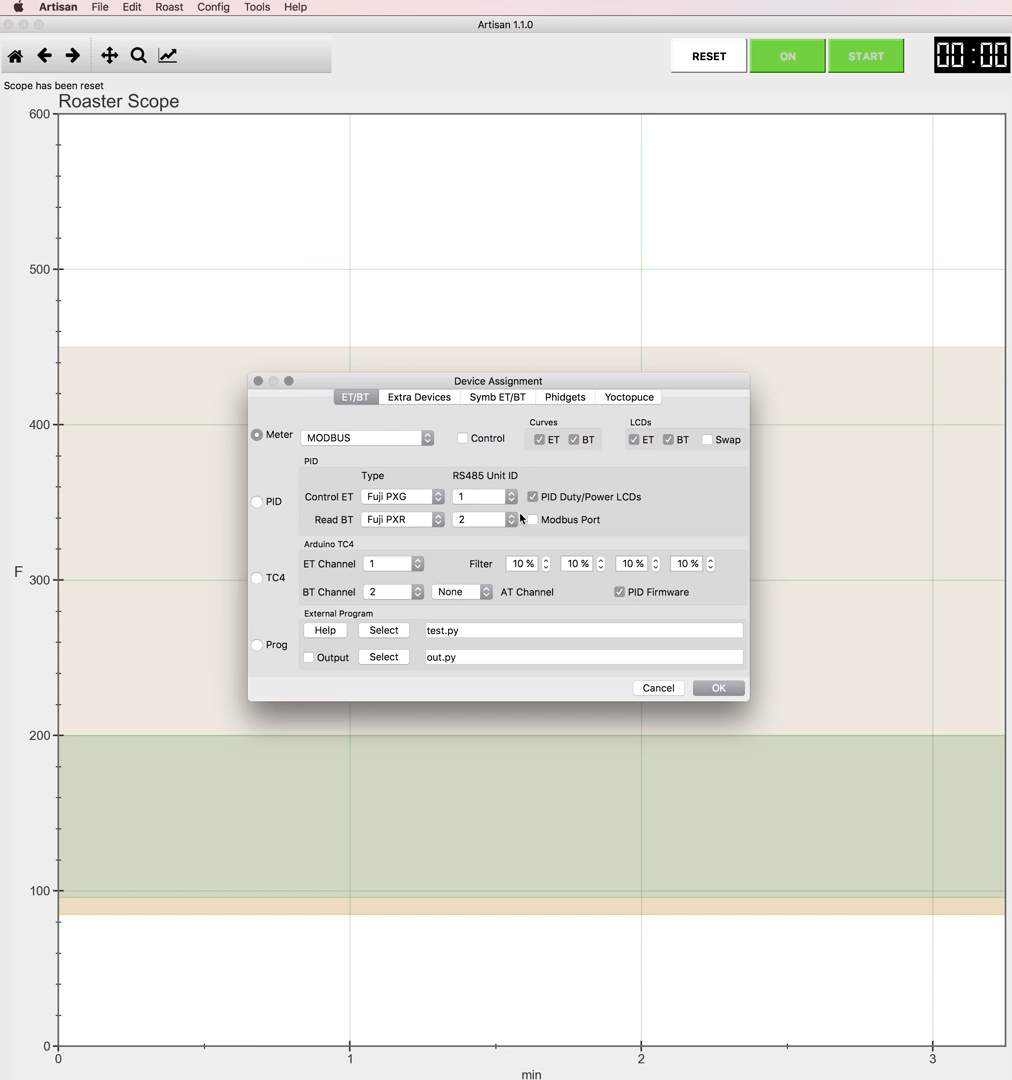 Artisan File Edit Roast Config Tools Help
Artisan 1.1.0
RESET ON START 00:00
Scope has been reset
Roaster Scope
600
500
400
F 300
200
100
0
0 1 2 3
min
Device Assignment
ET/BT Extra Devices Symb ET/BT Phidgets Yoctopuce
Curves LCDs
Meter MODBUS Control ET BT ET BT Swap
PID
Type RS485 Unit ID
Control ET Fuji PXG 1 PID Duty/Power LCDs
PID
Read BT Fuji PXR 2 Modbus Port
Arduino TC4
ET Channel 1 Filter 10 % 10 % 10 % 10 %
TC4
BT Channel 2 None AT Channel PID Firmware
External Program
Help Select test.py
Prog
Output Select out.py
Cancel OK